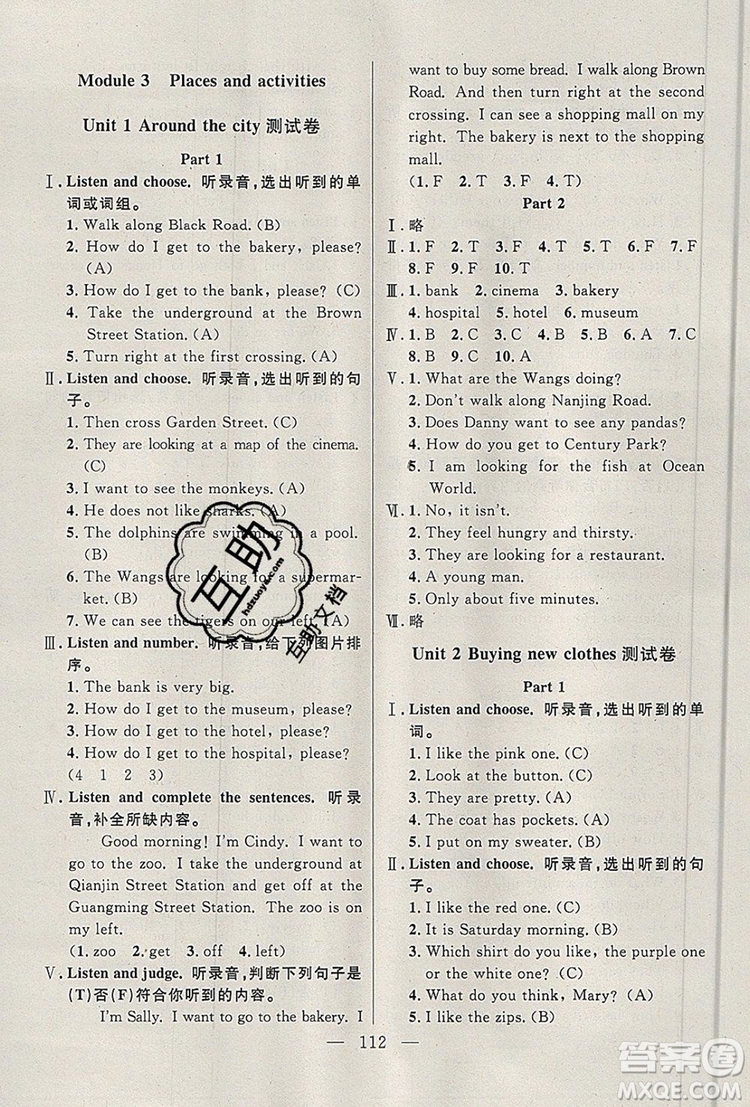 Module 3 Places and activities
Unit 1 Around the city 测试卷
Part 1
Ⅰ. Listen and choose. 听录音,选出听到的单
词或词组。
1. Walk along Black Road. (B)
2. How do I get to the bakery, please?
(A)
3. How do I get to the bank, please? (C)
4. Take the underground at the Brown
Street Station. (A)
5. Turn right at the first crossing. (A)
Ⅱ. Listen and choose. 听录音,选出听到的句
子。
1. Then cross Garden Street. (C)
2. They are looking at a map of the cinema.
(C)
3. I want to see the monkeys. (A)
4. He does not like sharks. (A)
5. The dolphins are swimming in a pool.
(B)
6. The Wangs are looking for a supermar-
ket. (B)
7. We can see the tigers on our left. (A)
Ⅲ. Listen and number. 听录音,给下列图片排
序。
1. The bank is very big.
2. How do I get to the museum, please?
3. How do I get to the hotel, please?
4. How do I get to the hospital, please?
(4 1 2 3)
Ⅳ. Listen and complete the sentences. 听录
音,补全所缺内容。
Good morning! I'm Cindy. I want to
go to the zoo. I take the underground at
Qianjin Street Station and get off at the
Guangming Street Station. The zoo is on
my left.
(1. zoo 2. get 3. off 4. left)
Ⅴ. Listen and judge. 听录音,判断下列句子是
(T)否(F)符合你听到的内容。
I'm Sally. I want to go to the bakery. I
want to buy some bread. I walk along Brown
Road. And then turn right at the second
crossing. I can see a shopping mall on my
right. The bakery is next to the shopping
mall.
(1. F 2. T 3. F 4. T)
Part 2
Ⅰ. 略
Ⅱ. 1. F 2. T 3. F 4. T 5. F 6. T
Ⅲ. 1. bank 2. cinema 3. bakery
4. hospital 5. hotel 6. museum
Ⅳ. 1. B 2. C 3. A 4. B 5. C 6. B 7. C
8. B 9. C 10. A
Ⅴ. 1. What are the Wangs doing?
2. Don't walk along Nanjing Road.
3. Does Danny want to see any pandas?
4. How do you get to Century Park?
5. I am looking for the fish at Ocean
World.
Ⅵ. 1. No, it isn't.
2. They feel hungry and thirsty.
3. They are looking for a restaurant.
4. A young man.
5. Only about five minutes.
Ⅶ. 略
Unit 2 Buying new clothes 测试卷
Part 1
Ⅰ. Listen and choose. 听录音,选出听到的单
词。
1. I like the pink one. (C)
2. Look at the button. (C)
3. They are pretty. (C)
4. The coat has pockets. (A)
5. I put on my sweater. (B)
Ⅱ. Listen and choose. 听录音,选出听到的句
子。
1. I like the red one. (C)
2. It is Saturday morning. (B)
3. Which shirt do you like, the purple one
or the white one? (C)
4. What do you think, Mary? (A)
5. I like the zips. (B)
— 112 —
互助
hdzuoye.com
互助文档
答案圈
MXQE.COM